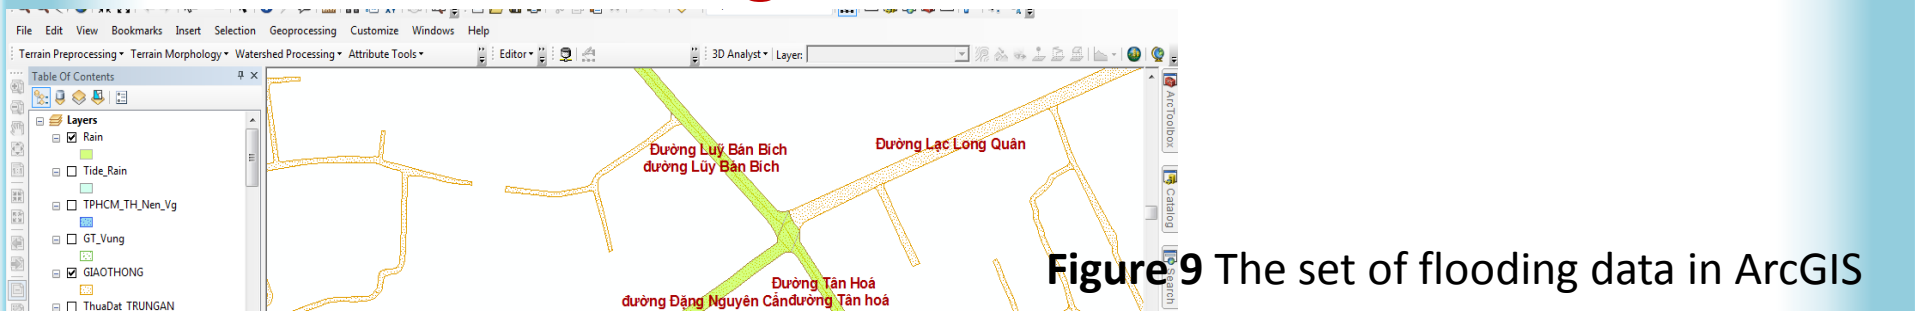 File Edit View Bookmarks Insert Selection Geoprocessing Customize Windows Help
Terrain Preprocessing Terrain Morphology Watershed Processing Attribute Tools Editor 3D Analyst Layer:
Table Of Contents
Layers
Rain
Tide_Rain
TPHCM_TH_Nen_Vg
GT_Vung
GIAOTHONG
ThuaDat_TRUNGAN
Đường Luỹ Bán Bích
đường Lũy Bán Bích
Đường Lạc Long Quân
Đường Tân Hoá
đường Đặng Nguyên Cẩnđường Tân hoá
ArcToolbox
Catalog
Search
Figure 9 The set of flooding data in ArcGIS